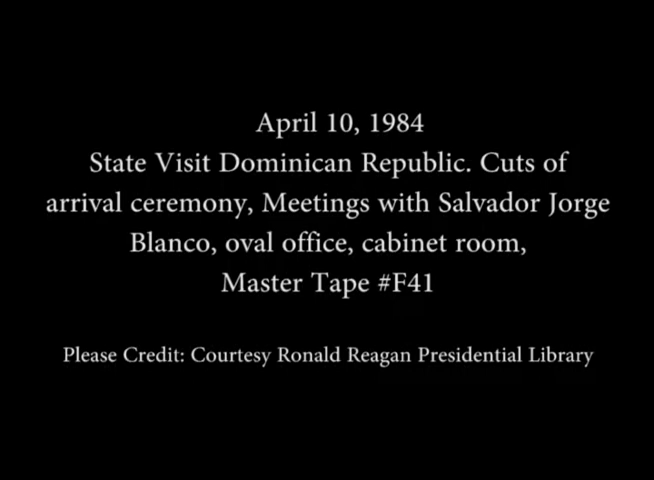 April 10, 1984
State Visit Dominican Republic. Cuts of
arrival ceremony, Meetings with Salvador Jorge
Blanco, oval office, cabinet room,
Master Tape #F41
Please Credit: Courtesy Ronald Reagan Presidential Library